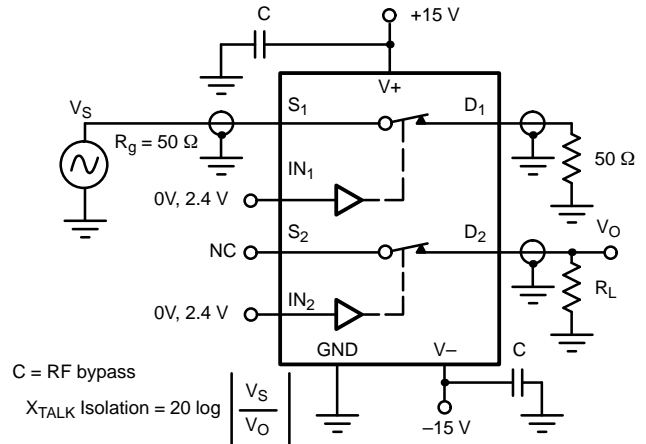 C
+15 V
V+
VS
S1
D1
Rg = 50 Ω
50 Ω
IN1
0V, 2.4 V
S2
D2
VO
NC
RL
IN2
0V, 2.4 V
GND
V–
C
C = RF bypass
XTALK Isolation = 20 log | VS / VO |
–15 V